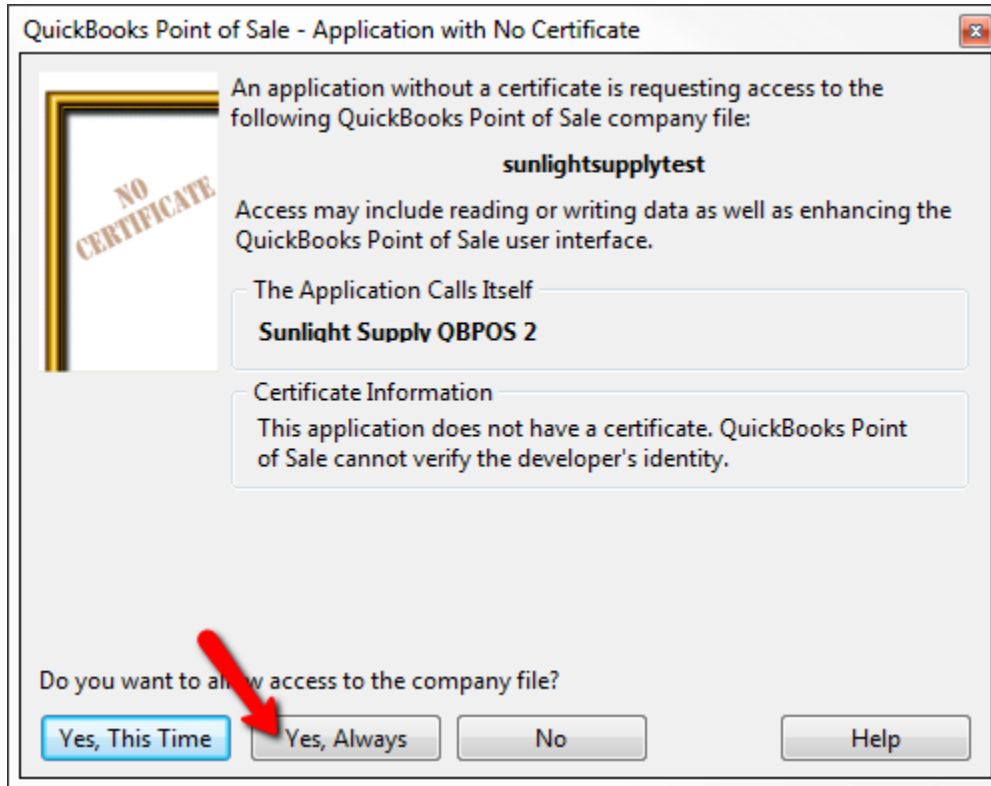 QuickBooks Point of Sale - Application with No Certificate
An application without a certificate is requesting access to the
following QuickBooks Point of Sale company file:
sunlightsupplytest
NO
CERTIFICATE
Access may include reading or writing data as well as enhancing the
QuickBooks Point of Sale user interface.
The Application Calls Itself
Sunlight Supply QBPOS 2
Certificate Information
This application does not have a certificate. QuickBooks Point
of Sale cannot verify the developer's identity.
Do you want to allow access to the company file?
Yes, This Time
Yes, Always
No
Help